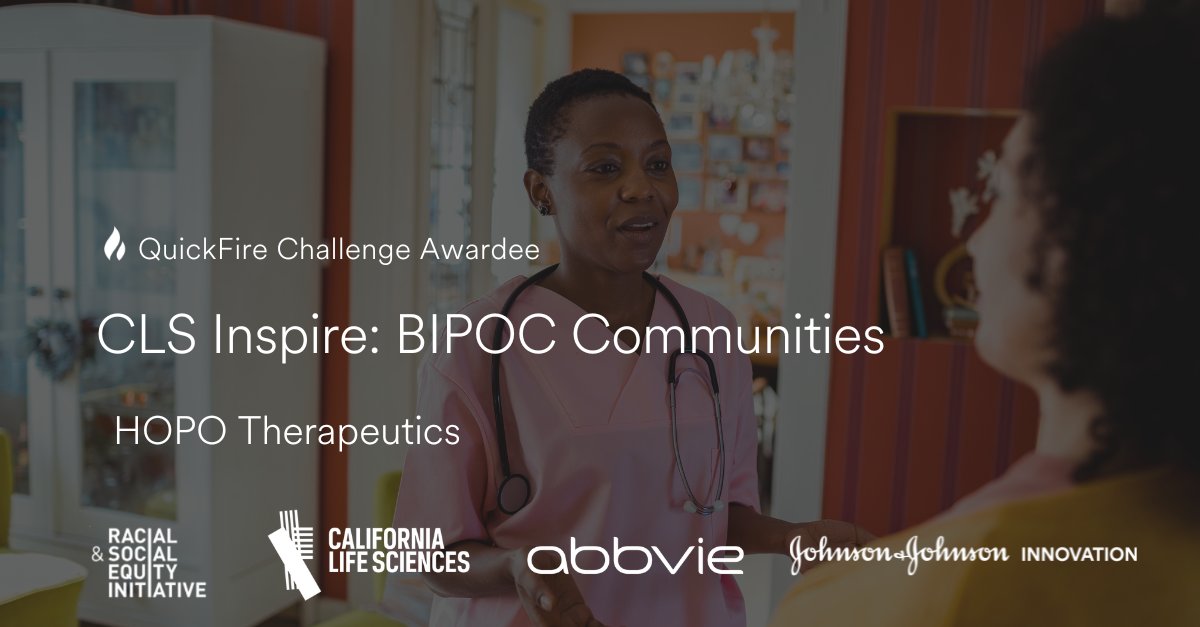 QuickFire Challenge Awardee
CLS Inspire: BIPOC Communities
HOPO Therapeutics
RACIAL
& SOCIAL
EQUITY
INITIATIVE
CALIFORNIA
LIFE SCIENCES
abbvie
Johnson & Johnson INNOVATION